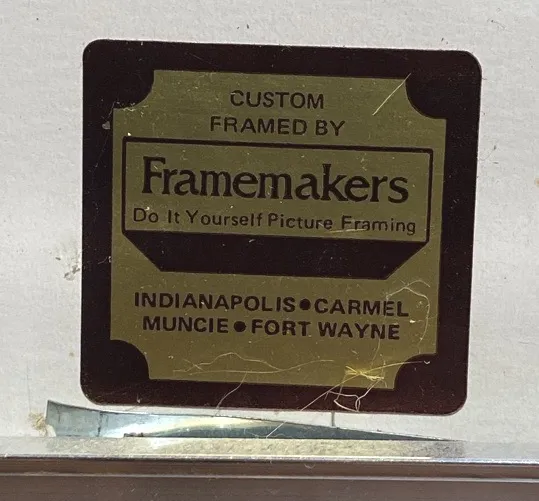 CUSTOM
FRAMED BY
Framemakers
Do It Yourself Picture Framing
INDIANAPOLIS●CARMEL
MUNCIE●FORT WAYNE